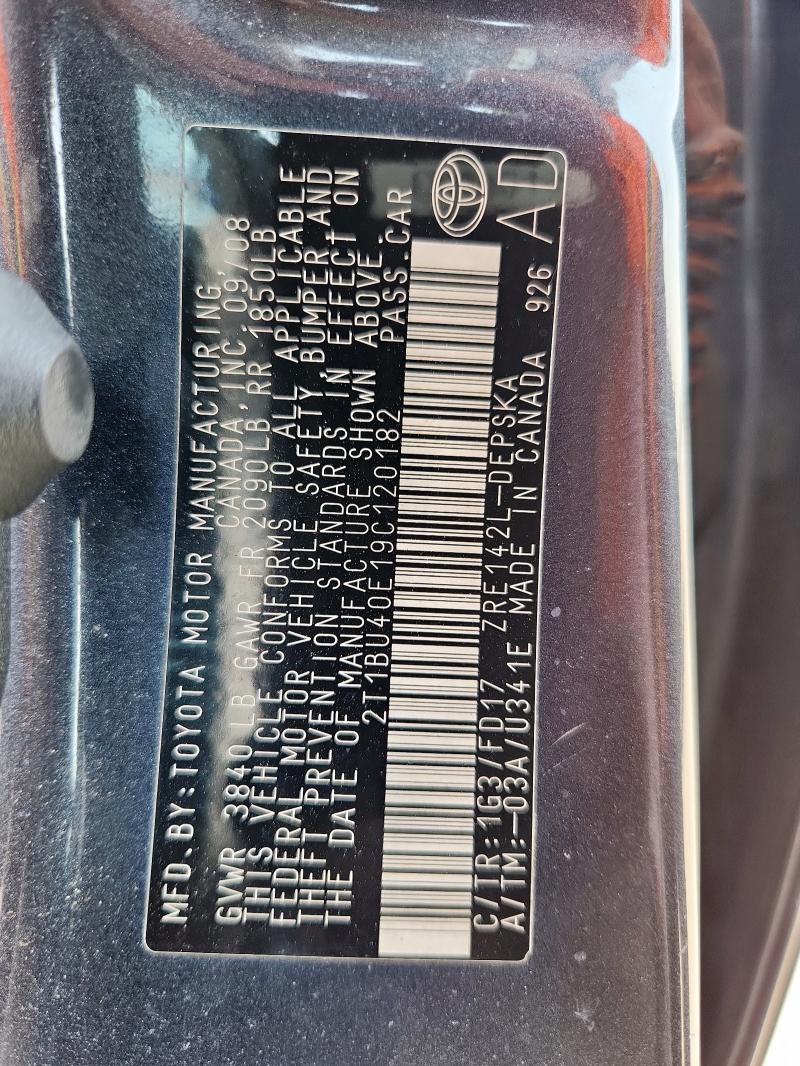 MFD.BY:TOYOTA MOTOR MANUFACTURING
CANADA, INC. 09/08
GVWR 3840 LB GAWR FR 2090LB RR 1850LB
THIS VEHICLE CONFORMS TO ALL APPLICABLE
FEDERAL MOTOR VEHICLE SAFETY, BUMPER, AND
THEFT PREVENTION STANDARDS IN EFFECT ON
THE DATE OF MANUFACTURE SHOWN ABOVE.
2T1BU40E19C120182 PASS.CAR
C/TR:1G3/FD17 ZRE142L-DEPSKA
A/TM:-03A/U341E MADE IN CANADA 926 AD